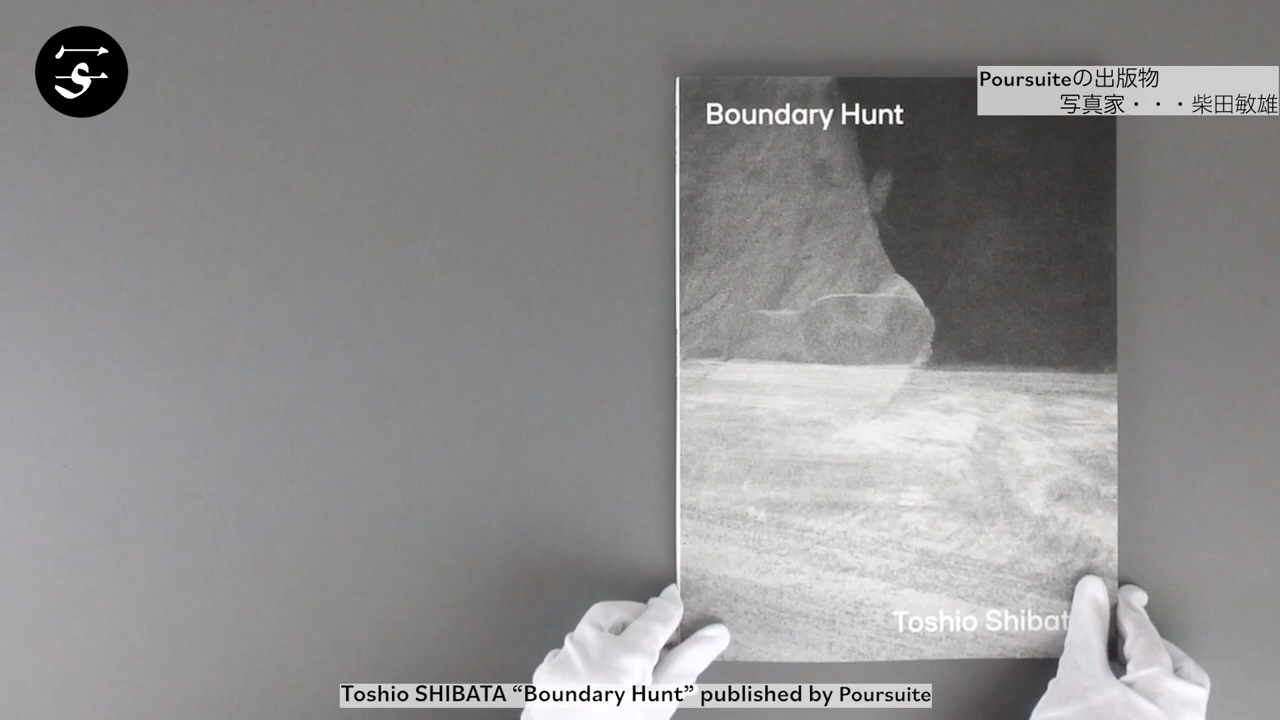 Poursuiteの出版物
写真家・・・柴田敏雄
Boundary Hunt
Toshio Shibat
Toshio SHIBATA “Boundary Hunt” published by Poursuite